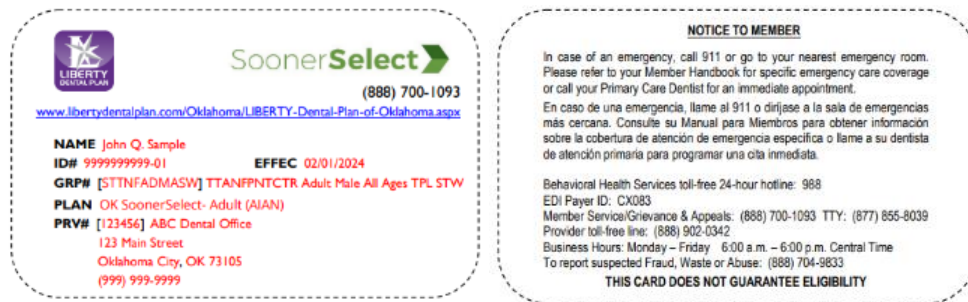 LIBERTY
DENTAL PLAN
SoonerSelect
(888) 700-1093
www.libertydentalplan.com/Oklahoma/LIBERTY-Dental-Plan-of-Oklahoma.aspx
NAME John Q. Sample
ID# 9999999999-01 EFFEC 02/01/2024
GRP# [STTNFADMASW] TTANFPNTCTR Adult Male All Ages TPL STW
PLAN OK SoonerSelect- Adult (AIAN)
PRV# [123456] ABC Dental Office
123 Main Street
Oklahoma City, OK 73105
(999) 999-9999
NOTICE TO MEMBER
In case of an emergency, call 911 or go to your nearest emergency room.
Please refer to your Member Handbook for specific emergency care coverage
or call your Primary Care Dentist for an immediate appointment.
En caso de una emergencia, llame al 911 o diríjase a la sala de emergencias
más cercana. Consulte su Manual para Miembros para obtener información
sobre la cobertura de atención de emergencia específica o llame a su dentista
de atención primaria para programar una cita inmediata.
Behavioral Health Services toll-free 24-hour hotline: 988
EDI Payer ID: CX083
Member Service/Grievance & Appeals: (888) 700-1093 TTY: (877) 855-8039
Provider toll-free line: (888) 902-0342
Business Hours: Monday – Friday 6:00 a.m. – 6:00 p.m. Central Time
To report suspected Fraud, Waste or Abuse: (888) 704-9833
THIS CARD DOES NOT GUARANTEE ELIGIBILITY